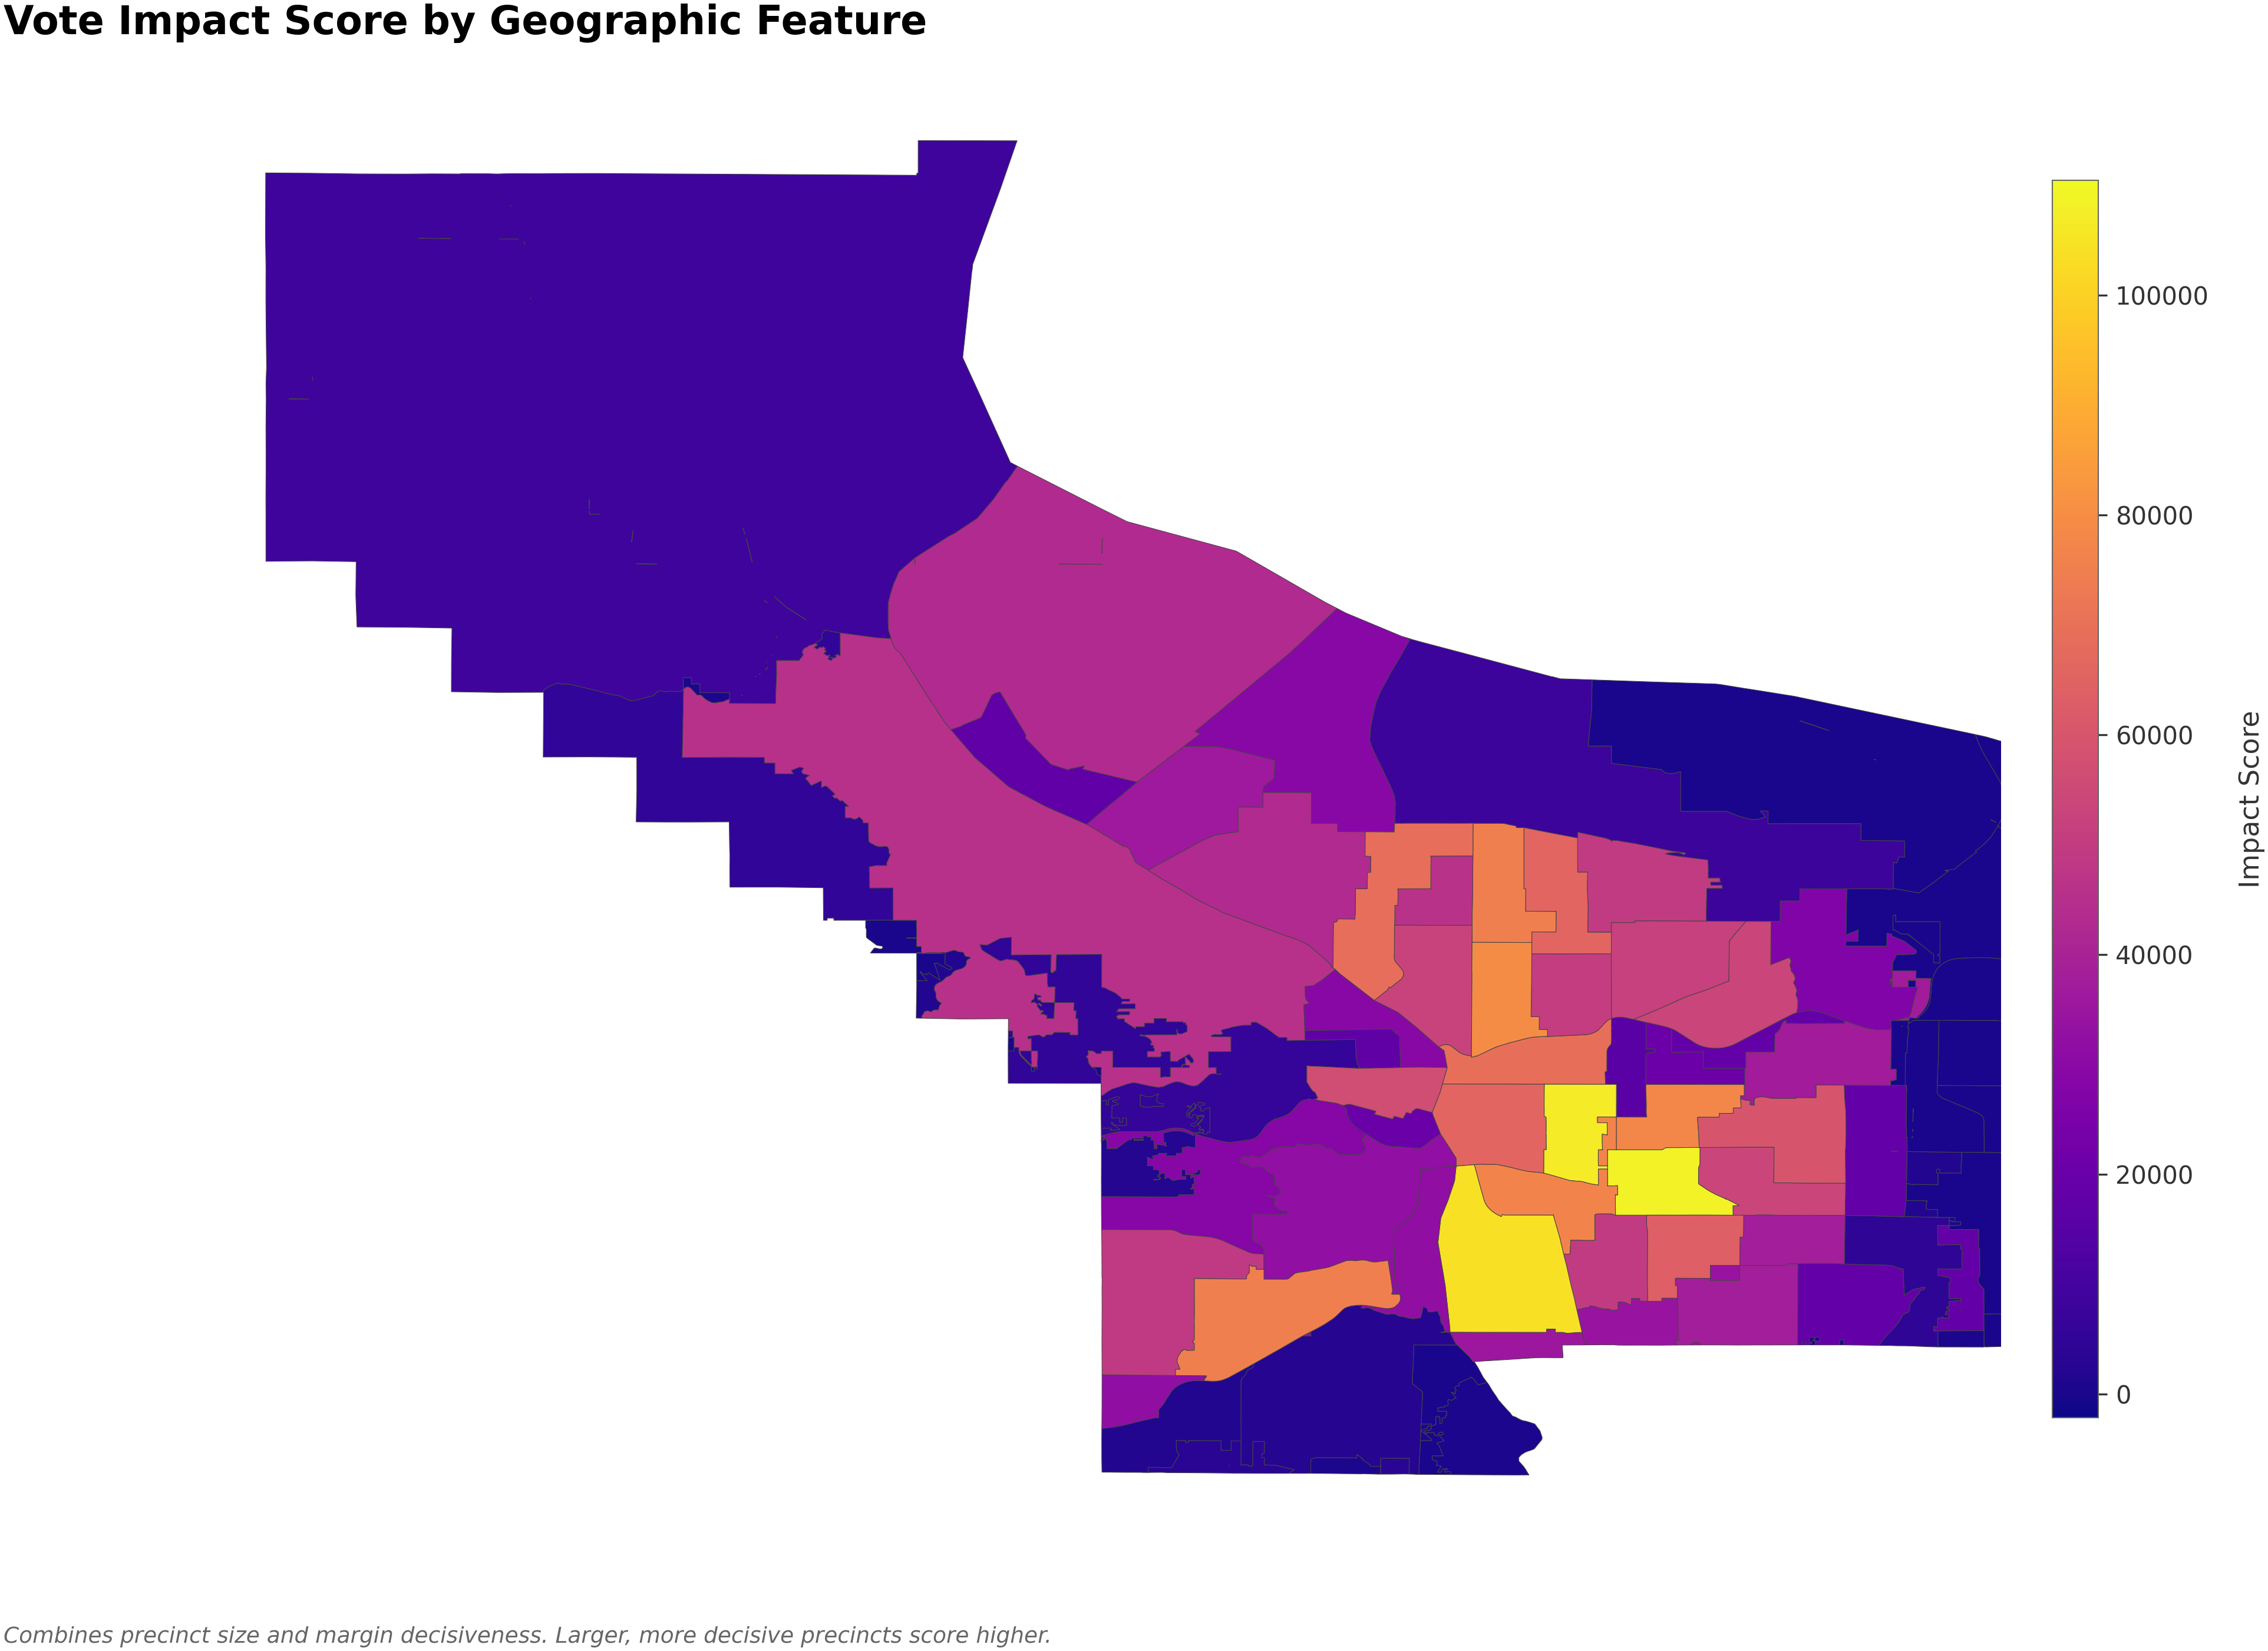 Vote Impact Score by Geographic Feature
100000
80000
60000
40000
20000
0
Impact Score
Combines precinct size and margin decisiveness. Larger, more decisive precincts score higher.